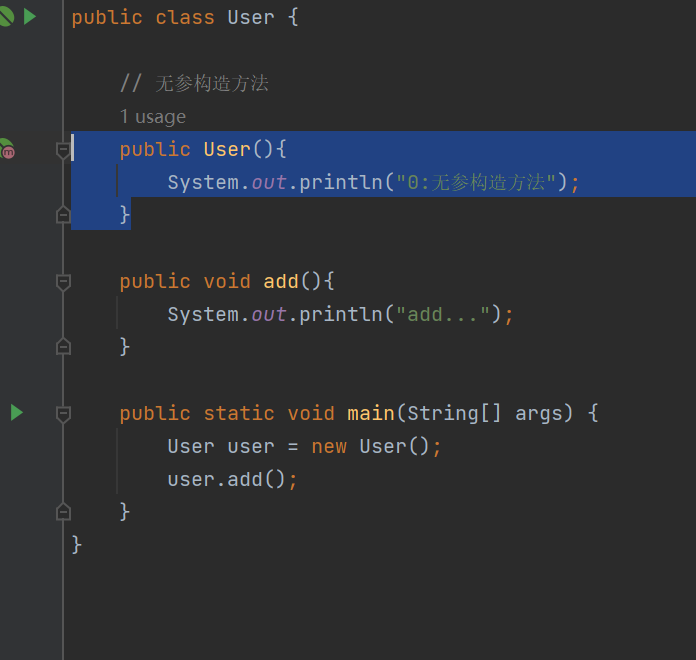 public class User {
// 无参构造方法
1 usage
public User(){
System.out.println("0:无参构造方法");
}
public void add(){
System.out.println("add...");
}
public static void main(String[] args) {
User user = new User();
user.add();
}
}